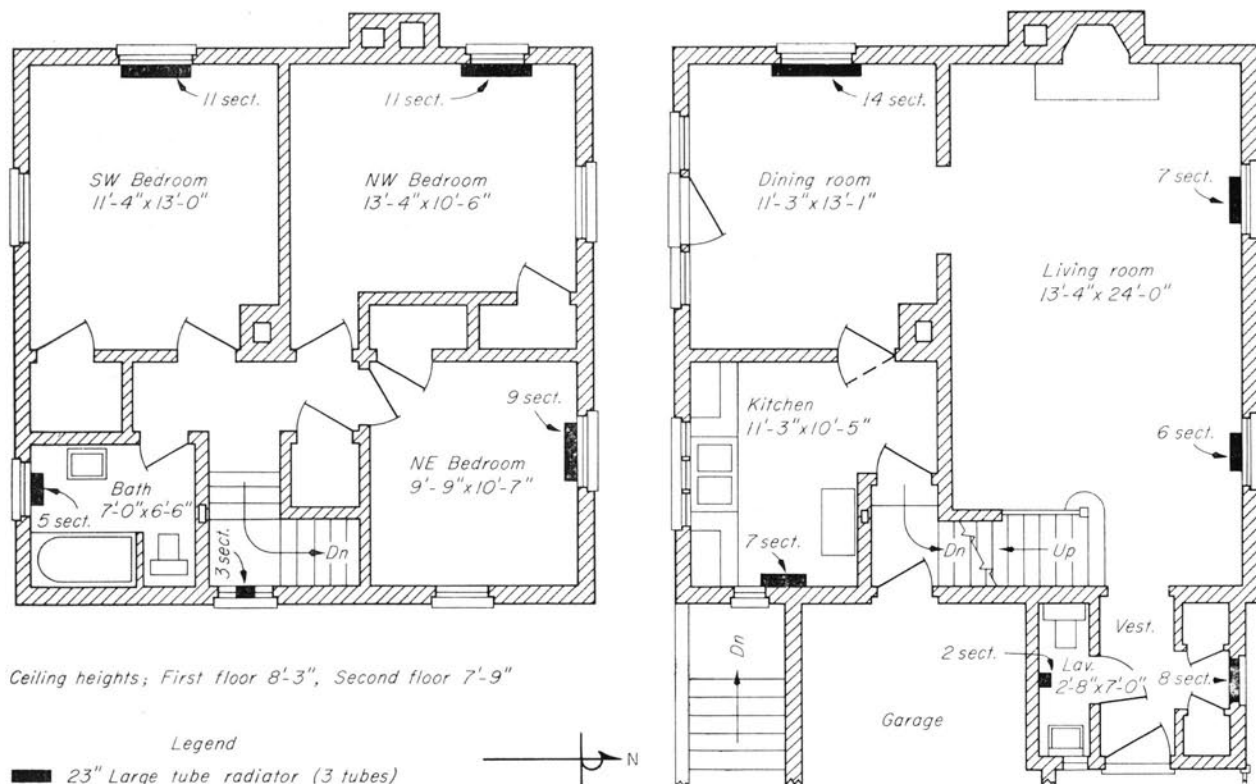 11 sect.
11 sect.
SW Bedroom
11'-4" x 13'-0"
NW Bedroom
13'-4" x 10'-6"
9 sect.
NE Bedroom
9'-9" x 10'-7"
Bath
7'-0" x 6'-6"
5 sect.
3 sect.
Dn
14 sect.
Dining room
11'-3" x 13'-1"
7 sect.
Living room
13'-4" x 24'-0"
Kitchen
11'-3" x 10'-5"
6 sect.
7 sect.
Dn
Up
Dn
Vest.
2 sect.
Lav.
2'-8" x 7'-0"
8 sect.
Garage
Ceiling heights; First floor 8'-3", Second floor 7'-9"
Legend
23" Large tube radiator (3 tubes)
N